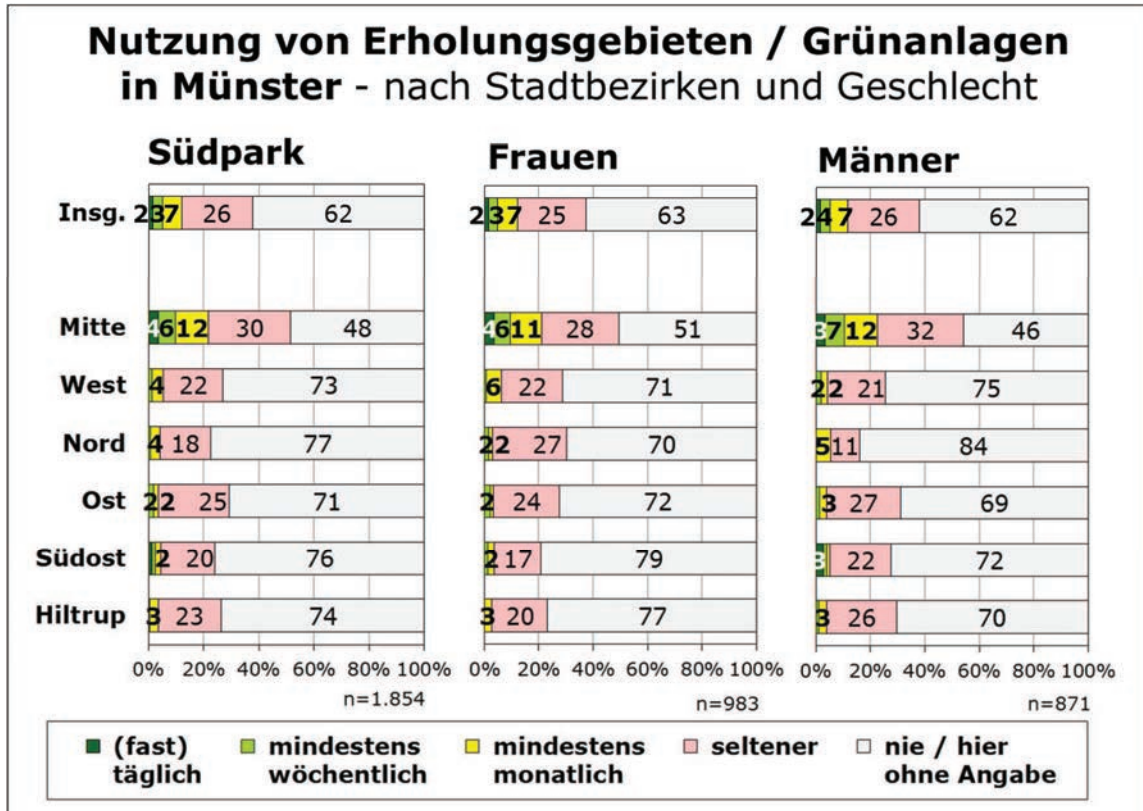 Nutzung von Erholungsgebieten / Grünanlagen
in Münster - nach Stadtbezirken und Geschlecht
Südpark Frauen Männer
Insg. 2 3 7 26 62 2 3 7 25 63 2 4 7 26 62
Mitte 4 6 12 30 48 4 6 11 28 51 3 7 12 32 46
West 4 22 73 6 22 71 2 2 21 75
Nord 4 18 77 2 2 27 70 5 11 84
Ost 2 2 25 71 2 24 72 3 27 69
Südost 2 20 76 2 17 79 3 22 72
Hiltrup 3 23 74 3 20 77 3 26 70
0% 20% 40% 60% 80% 100% 0% 20% 40% 60% 80% 100% 0% 20% 40% 60% 80% 100%
n=1.854 n=983 n=871
(fast) mindestens mindestens seltener nie / hier
täglich wöchentlich monatlich ohne Angabe